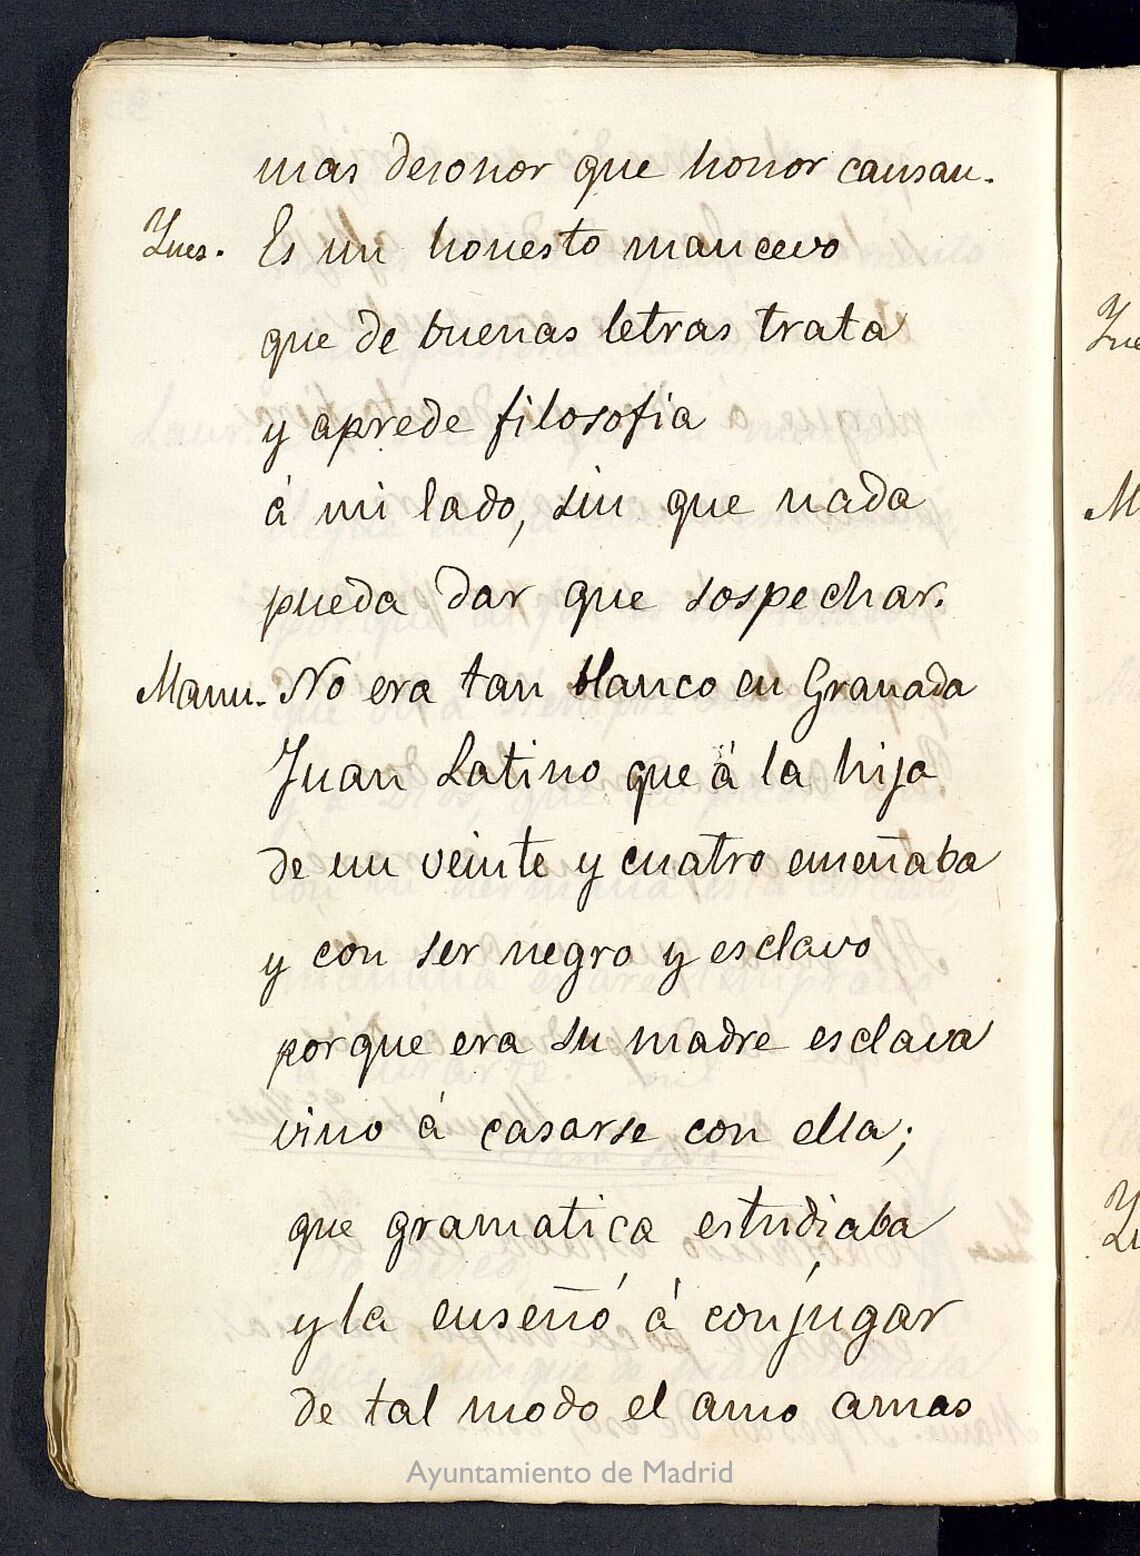 mas desonor que honor causan.
Ines. Es un honesto mancevo
que de buenas letras trata
y aprede filosofia
á mi lado, sin que nada
pueda dar que sospechar.
Manu. No era tan blanco en Granada
Juan Latino que á la hija
de un veinte y cuatro enseñaba
y con ser negro y esclavo
porque era su madre esclava
vino á casarse con ella;
que gramatica estudiaba
y la enseñó á conjugar
de tal modo el amo amas
Ayuntamiento de Madrid